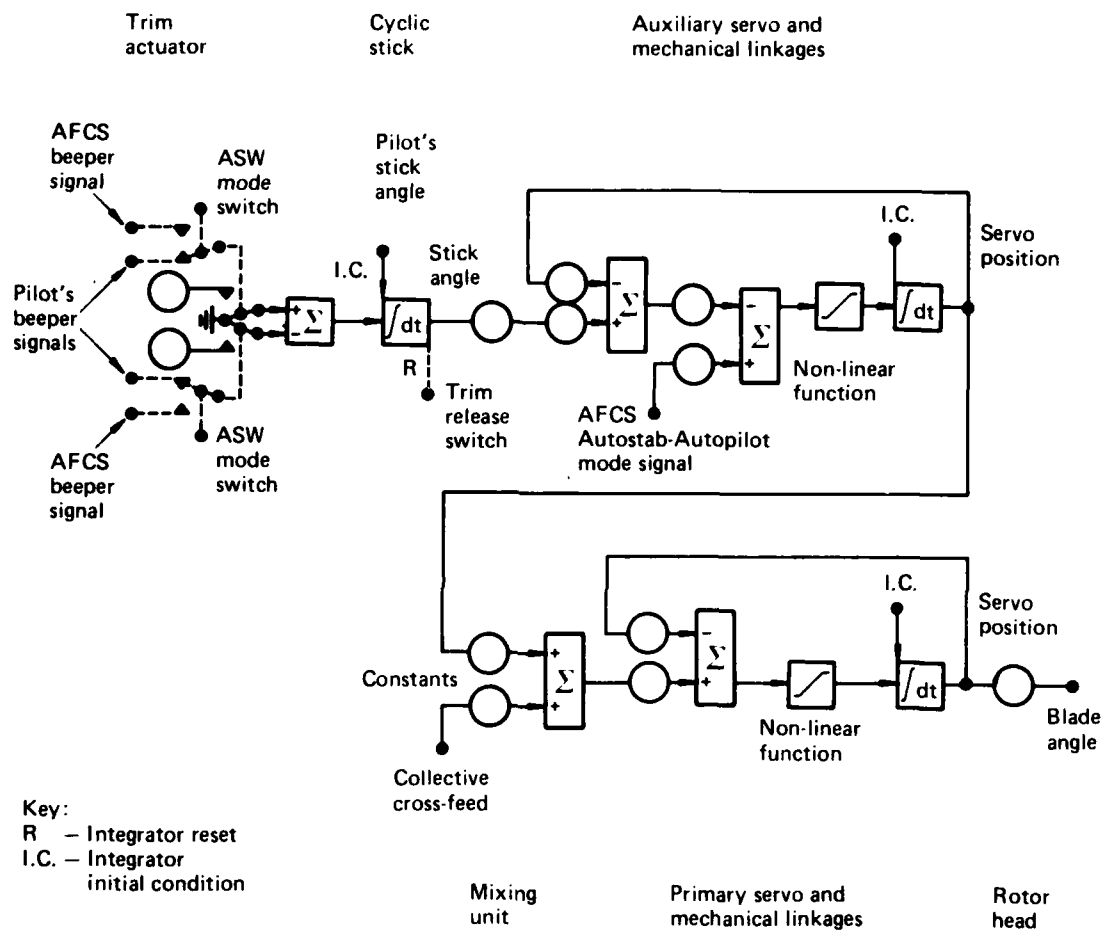 Trim
actuator
Cyclic
stick
Auxiliary servo and
mechanical linkages
AFCS
beeper
signal
ASW
mode
switch
Pilot's
stick
angle
I.C.
Stick
angle
I.C.
Servo
position
Pilot's
beeper
signals
+
−
Σ
∫dt
R
−
+
Σ
−
+
Σ
∫dt
Non-linear
function
Trim
release
switch
AFCS
Autostab-Autopilot
mode signal
AFCS
beeper
signal
ASW
mode
switch
I.C.
Servo
position
Constants
+
+
Σ
−
+
Σ
∫dt
Non-linear
function
Blade
angle
Collective
cross-feed
Key:
R – Integrator reset
I.C. – Integrator
initial condition
Mixing
unit
Primary servo and
mechanical linkages
Rotor
head